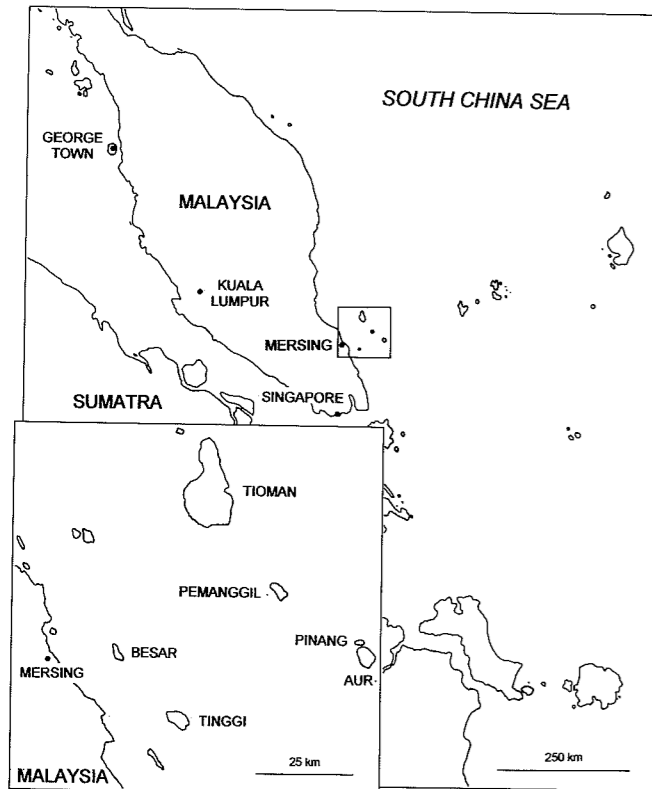 SOUTH CHINA SEA
GEORGE
TOWN
MALAYSIA
KUALA
LUMPUR
MERSING
SINGAPORE
SUMATRA
TIOMAN
PEMANGGIL
PINANG
BESAR
MERSING
AUR
TINGGI
25 km
250 km
MALAYSIA